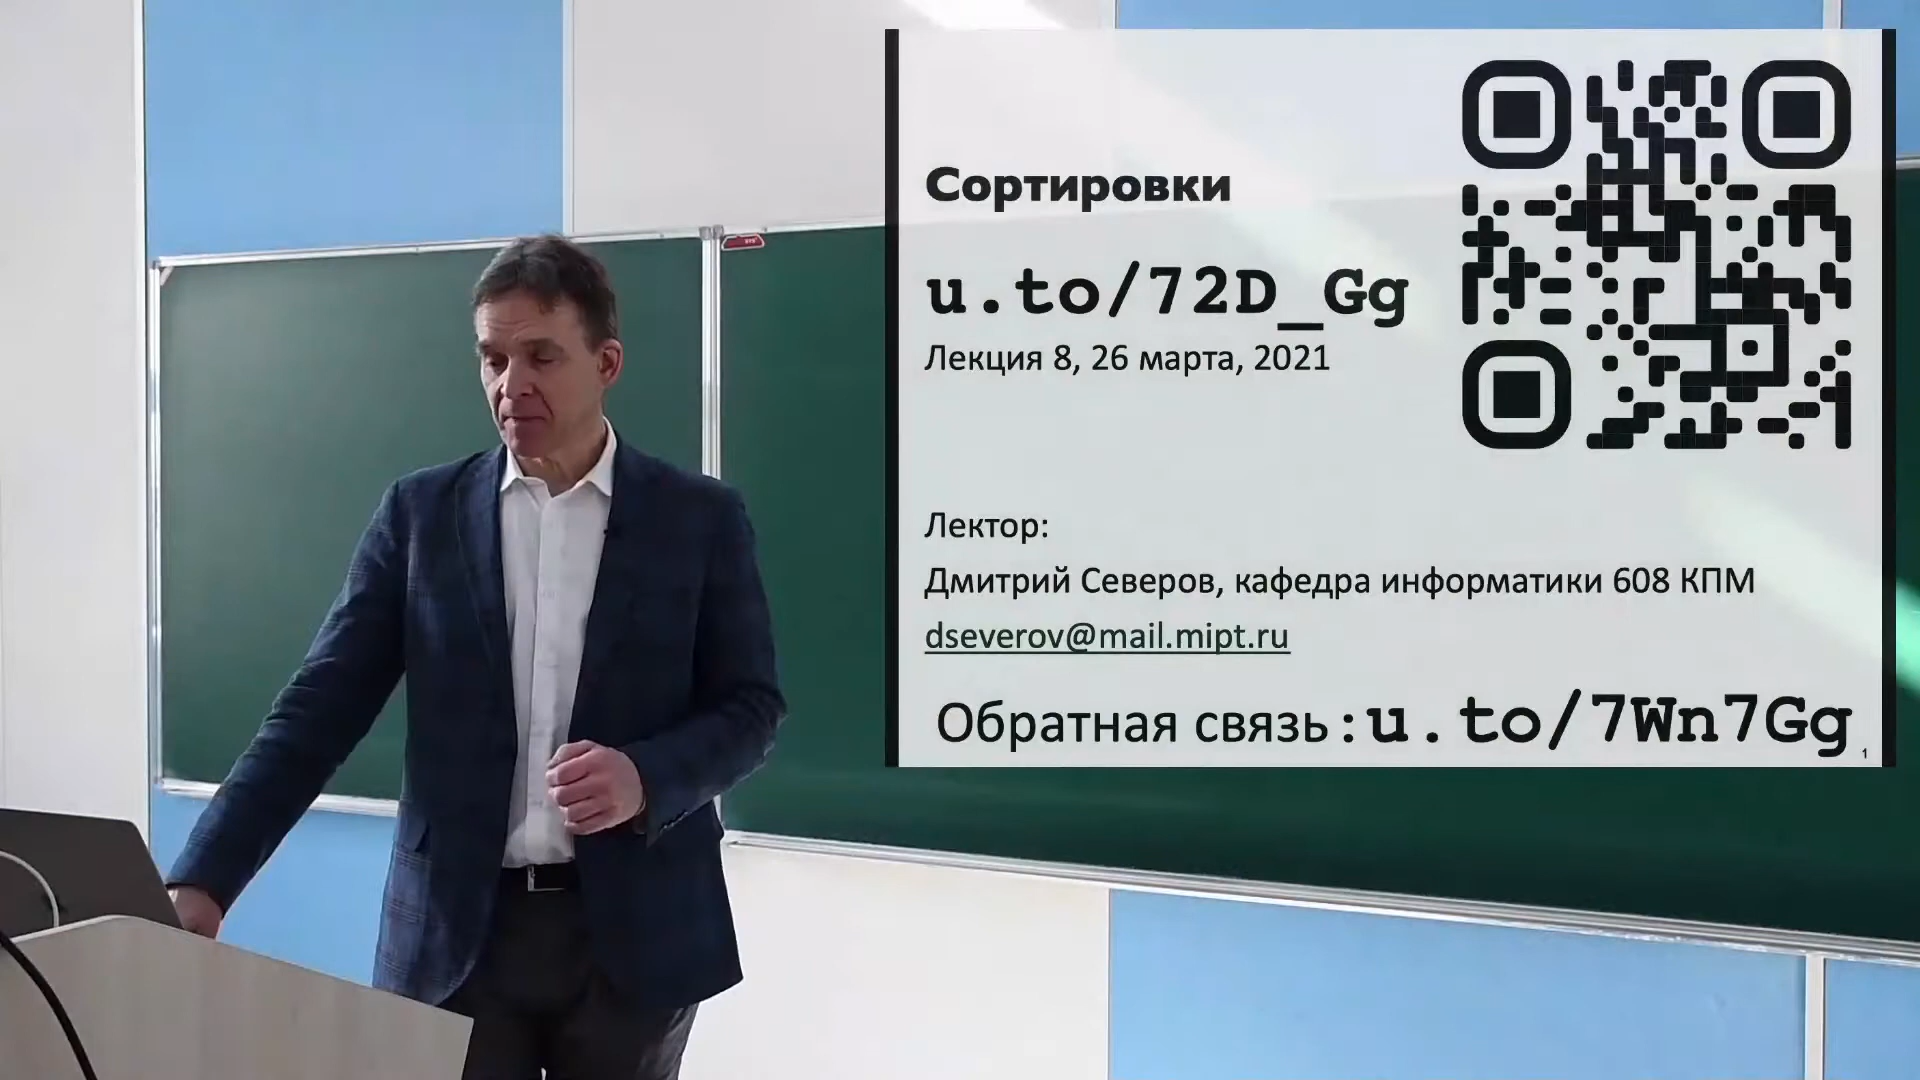 Сортировки
u.to/72D_Gg
Лекция 8, 26 марта, 2021
Лектор:
Дмитрий Северов, кафедра информатики 608 КПМ
dseverov@mail.mipt.ru
Обратная связь:u.to/7Wn7Gg
1